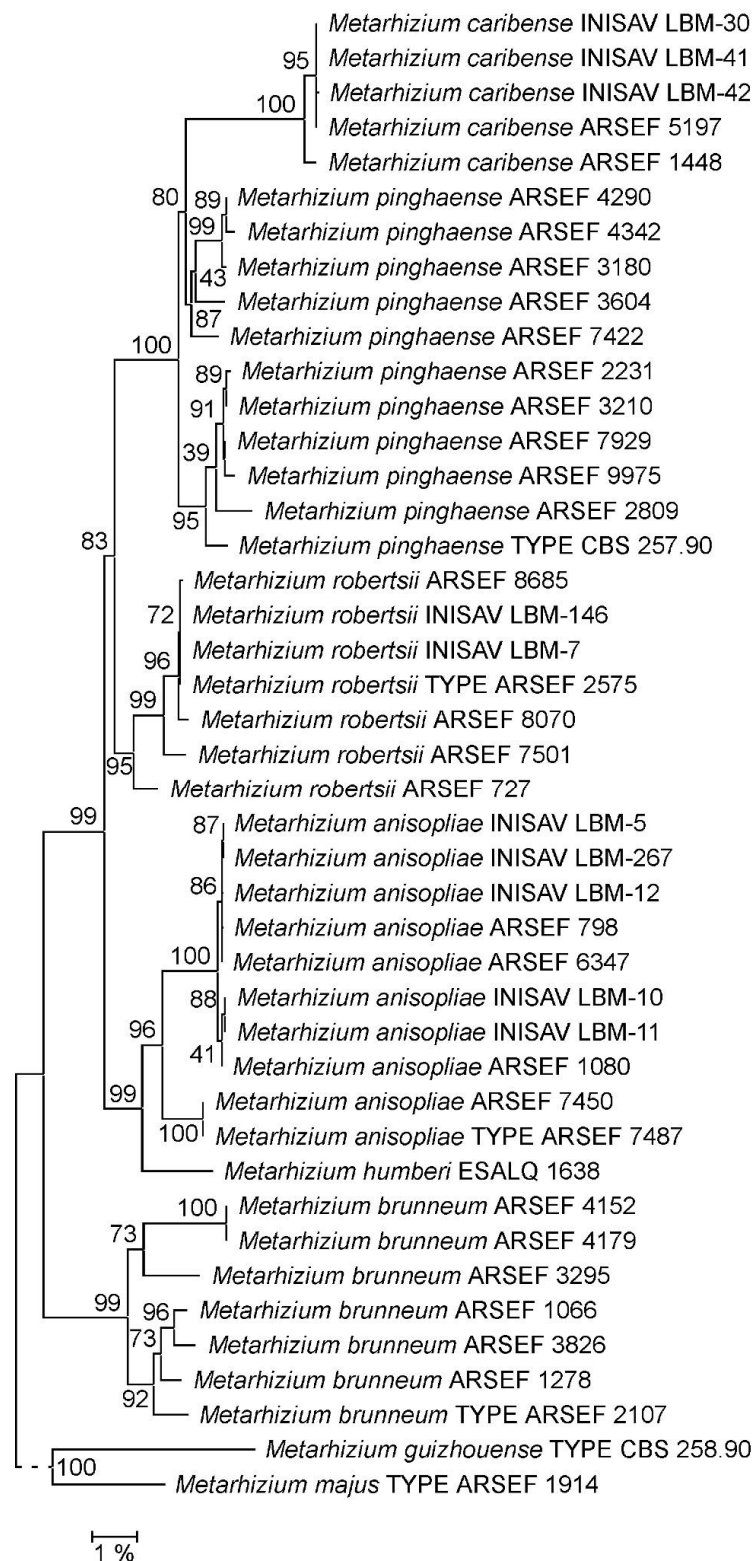 Metarhizium caribense INISAV LBM-30
Metarhizium caribense INISAV LBM-41
95
Metarhizium caribense INISAV LBM-42
100
Metarhizium caribense ARSEF 5197
Metarhizium caribense ARSEF 1448
80
89
Metarhizium pinghaense ARSEF 4290
99
Metarhizium pinghaense ARSEF 4342
Metarhizium pinghaense ARSEF 3180
43
Metarhizium pinghaense ARSEF 3604
87
Metarhizium pinghaense ARSEF 7422
100
89
Metarhizium pinghaense ARSEF 2231
91
Metarhizium pinghaense ARSEF 3210
Metarhizium pinghaense ARSEF 7929
39
Metarhizium pinghaense ARSEF 9975
Metarhizium pinghaense ARSEF 2809
95
83
Metarhizium pinghaense TYPE CBS 257.90
Metarhizium robertsii ARSEF 8685
72
Metarhizium robertsii INISAV LBM-146
Metarhizium robertsii INISAV LBM-7
96
Metarhizium robertsii TYPE ARSEF 2575
99
Metarhizium robertsii ARSEF 8070
Metarhizium robertsii ARSEF 7501
95
Metarhizium robertsii ARSEF 727
99
87
Metarhizium anisopliae INISAV LBM-5
Metarhizium anisopliae INISAV LBM-267
86
Metarhizium anisopliae INISAV LBM-12
Metarhizium anisopliae ARSEF 798
100
Metarhizium anisopliae ARSEF 6347
88
Metarhizium anisopliae INISAV LBM-10
96
Metarhizium anisopliae INISAV LBM-11
41
Metarhizium anisopliae ARSEF 1080
99
Metarhizium anisopliae ARSEF 7450
100
Metarhizium anisopliae TYPE ARSEF 7487
Metarhizium humberi ESALQ 1638
100
Metarhizium brunneum ARSEF 4152
73
Metarhizium brunneum ARSEF 4179
Metarhizium brunneum ARSEF 3295
99
96
Metarhizium brunneum ARSEF 1066
73
Metarhizium brunneum ARSEF 3826
Metarhizium brunneum ARSEF 1278
92
Metarhizium brunneum TYPE ARSEF 2107
Metarhizium guizhouense TYPE CBS 258.90
100
Metarhizium majus TYPE ARSEF 1914
1 %